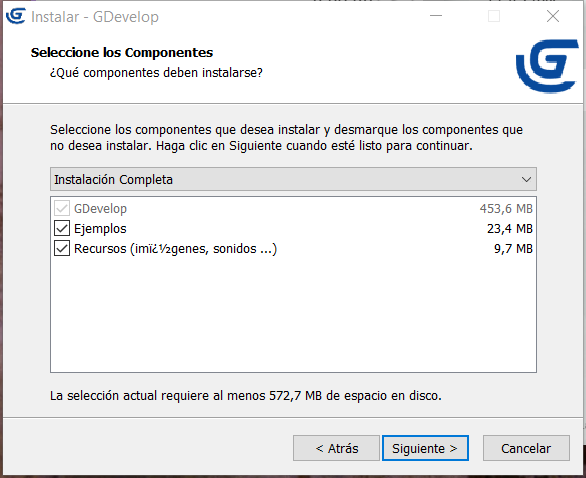 Instalar - GDevelop
Seleccione los Componentes
¿Qué componentes deben instalarse?
Seleccione los componentes que desea instalar y desmarque los componentes que
no desea instalar. Haga clic en Siguiente cuando esté listo para continuar.
Instalación Completa
GDevelop 453,6 MB
Ejemplos 23,4 MB
Recursos (imï¿½genes, sonidos ...) 9,7 MB
La selección actual requiere al menos 572,7 MB de espacio en disco.
< Atrás Siguiente > Cancelar